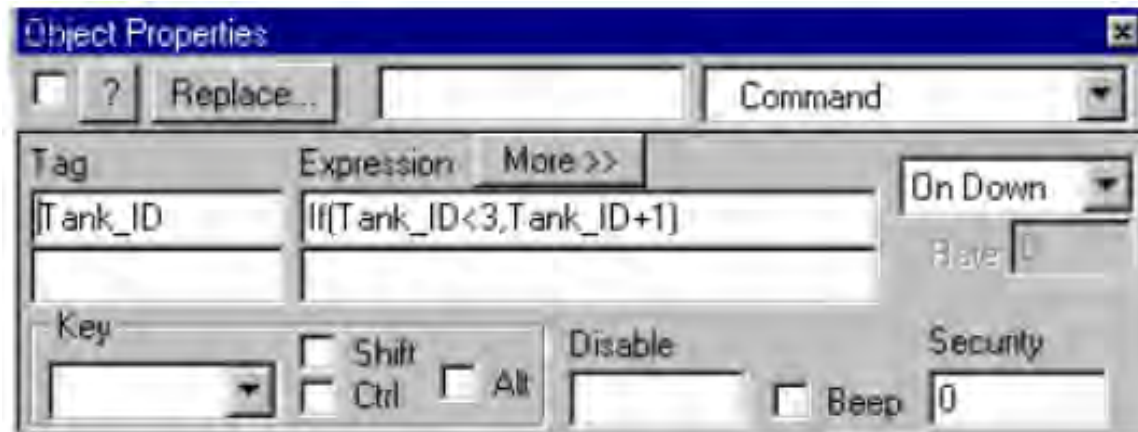 Object Properties
? Replace... Command
Tag Expression More >>
Tank_ID If(Tank_ID<3,Tank_ID+1) On Down
Rate 0
Key Shift Disable Security
Ctrl Alt Beep 0